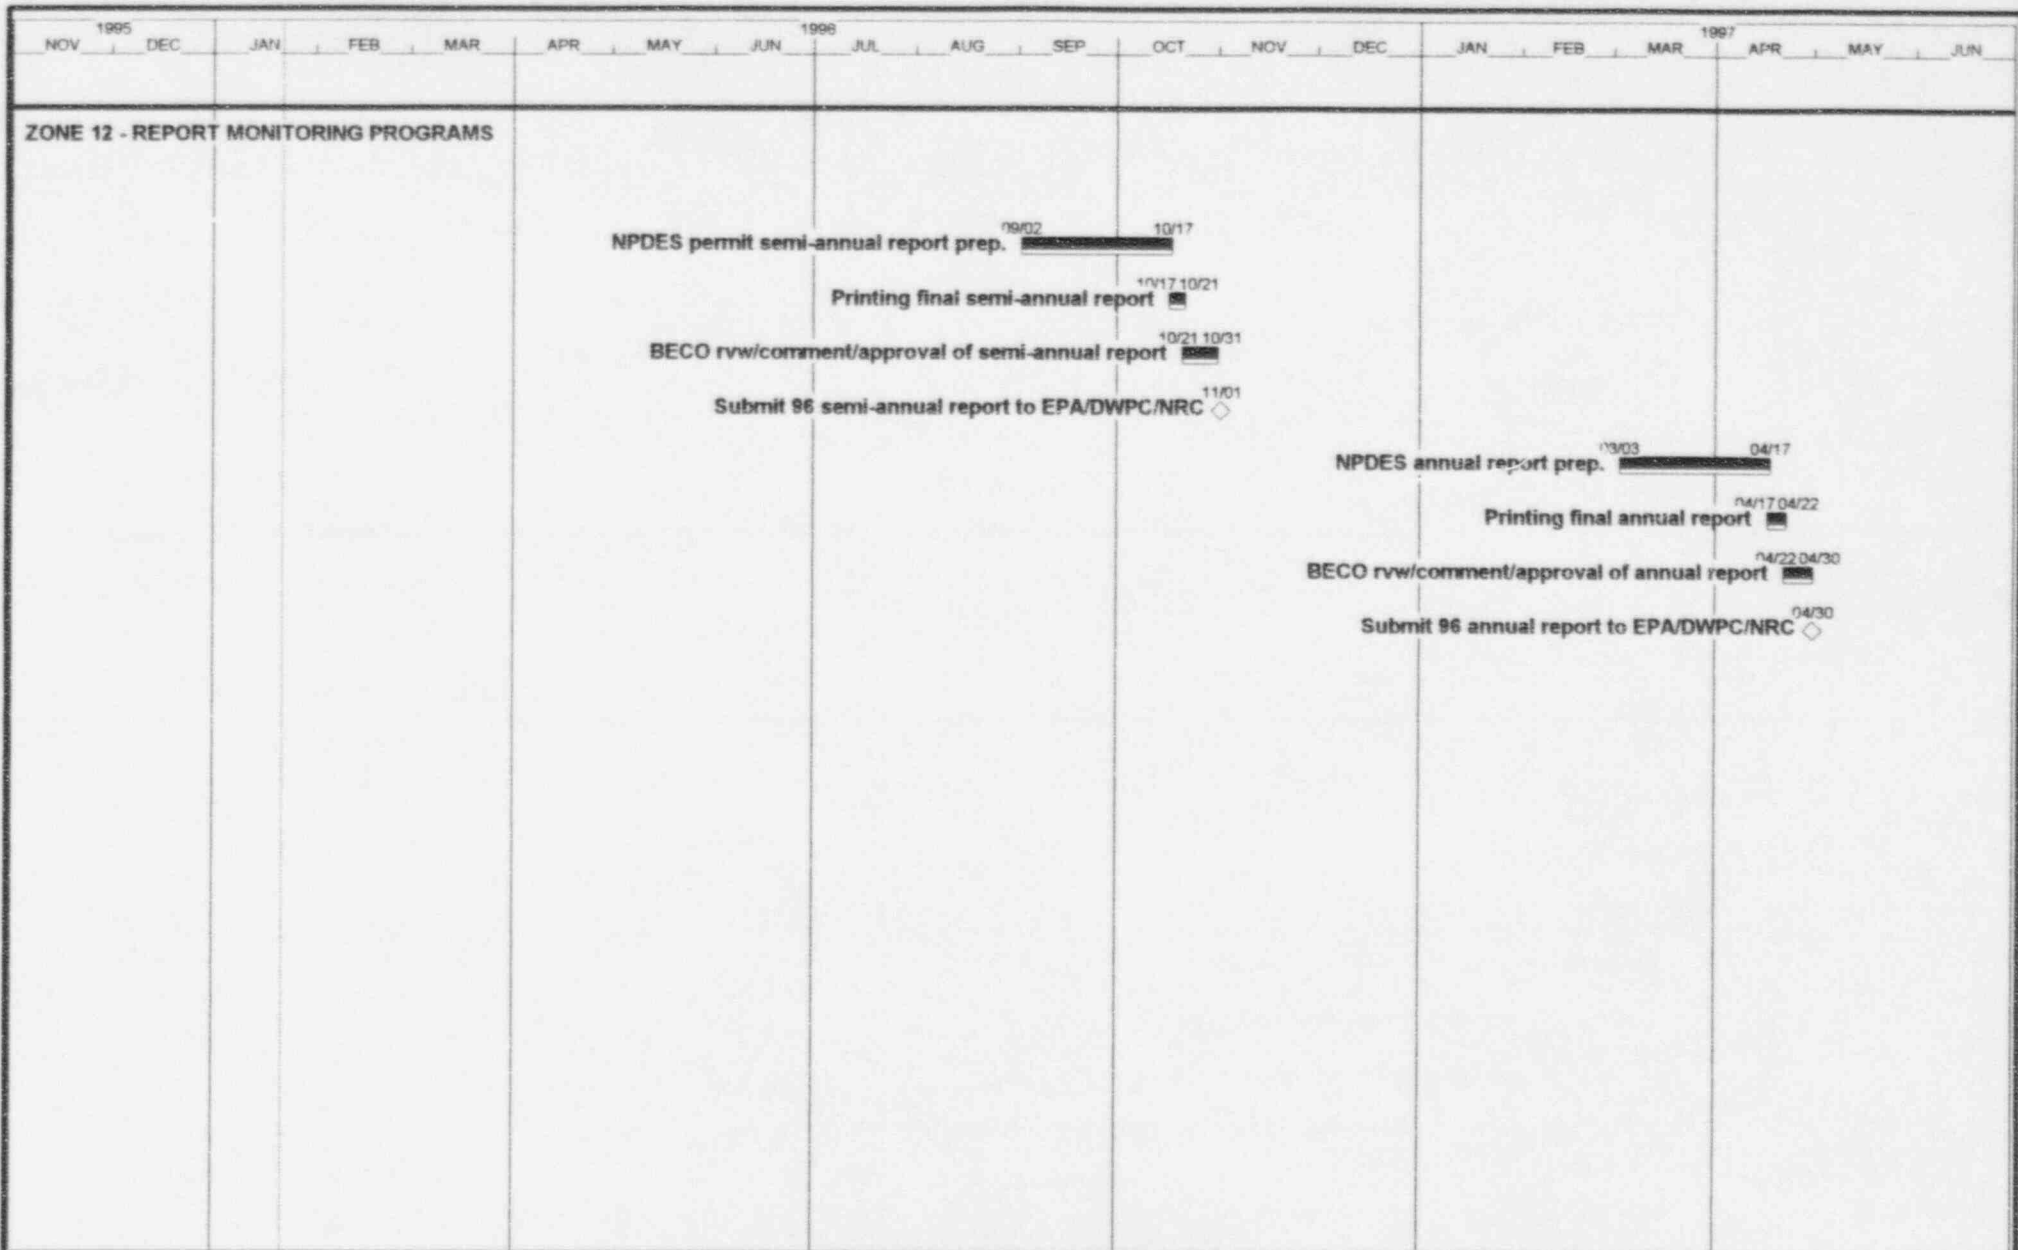 1995 1996 1997
NOV DEC JAN FEB MAR APR MAY JUN JUL AUG SEP OCT NOV DEC JAN FEB MAR APR MAY JUN
ZONE 12 - REPORT MONITORING PROGRAMS
09/02 10/17
NPDES permit semi-annual report prep.
10/17 10/21
Printing final semi-annual report
10/21 10/31
BECO rvw/comment/approval of semi-annual report
11/01
Submit 96 semi-annual report to EPA/DWPC/NRC
03/03 04/17
NPDES annual report prep.
04/17 04/22
Printing final annual report
04/22 04/30
BECO rvw/comment/approval of annual report
04/30
Submit 96 annual report to EPA/DWPC/NRC